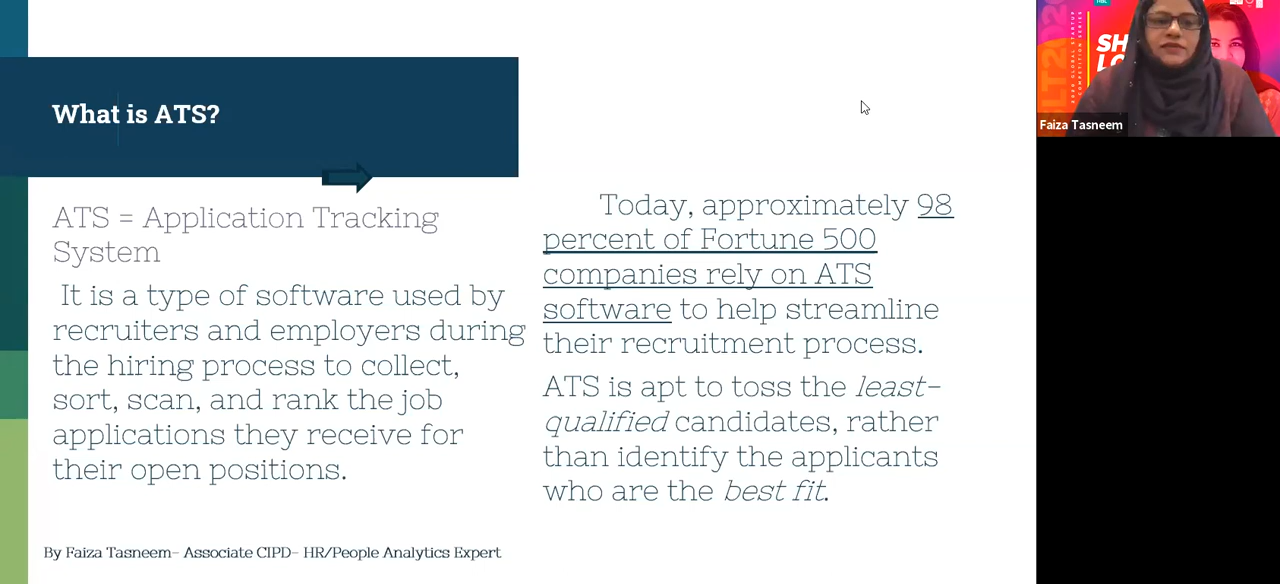 What is ATS?
ATS = Application Tracking
System
It is a type of software used by
recruiters and employers during
the hiring process to collect,
sort, scan, and rank the job
applications they receive for
their open positions.
Today, approximately 98
percent of Fortune 500
companies rely on ATS
software to help streamline
their recruitment process.
ATS is apt to toss the least-
qualified candidates, rather
than identify the applicants
who are the best fit.
By Faiza Tasneem– Associate CIPD– HR/People Analytics Expert
SH
Faiza Tasneem